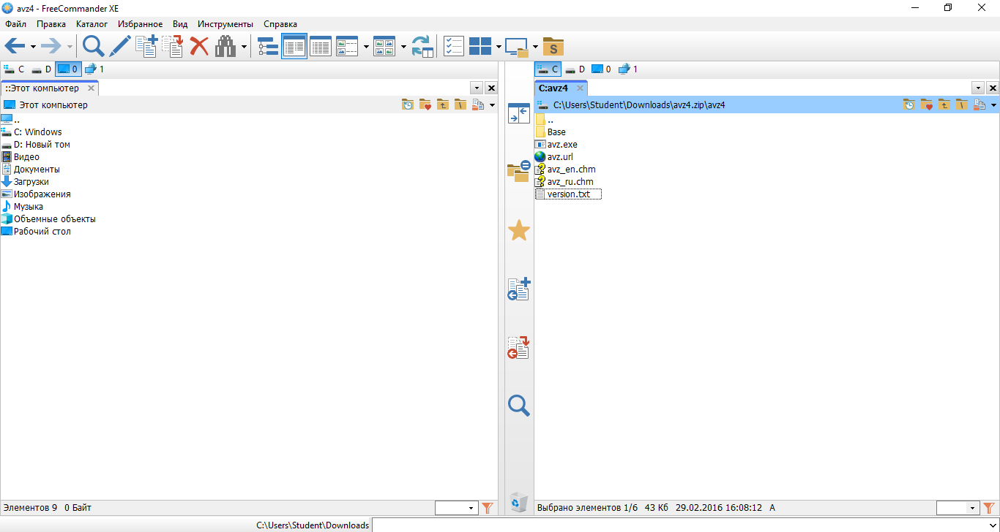 avz4 - FreeCommander XE
Файл Правка Каталог Избранное Вид Инструменты Справка
S
C D 0 1
C D 0 1
::Этот компьютер
C:avz4
Этот компьютер
C:\Users\Student\Downloads\avz4.zip\avz4
..
C: Windows
D: Новый том
Видео
Документы
Загрузки
Изображения
Музыка
Объемные объекты
Рабочий стол
..
Base
avz.exe
avz.url
avz_en.chm
avz_ru.chm
version.txt
Элементов 9 0 Байт
Выбрано элементов 1/6 43 Кб 29.02.2016 16:08:12 A
C:\Users\Student\Downloads